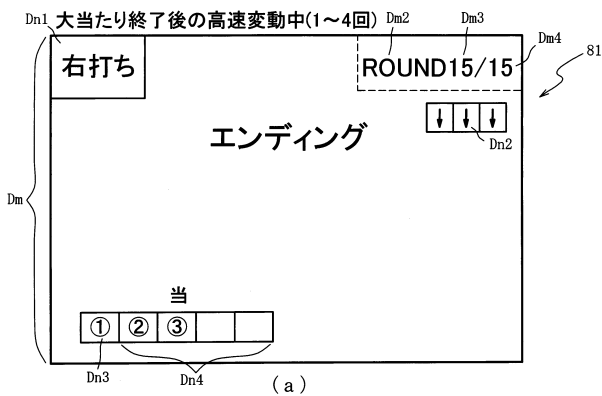 Dn1 大当たり終了後の高速変動中(1～4回)
Dm2 Dm3
Dm4
81
右打ち
ROUND15/15
↓ ↓ ↓
エンディング
Dn2
Dm
当
① ② ③
Dn3
Dn4
(a)